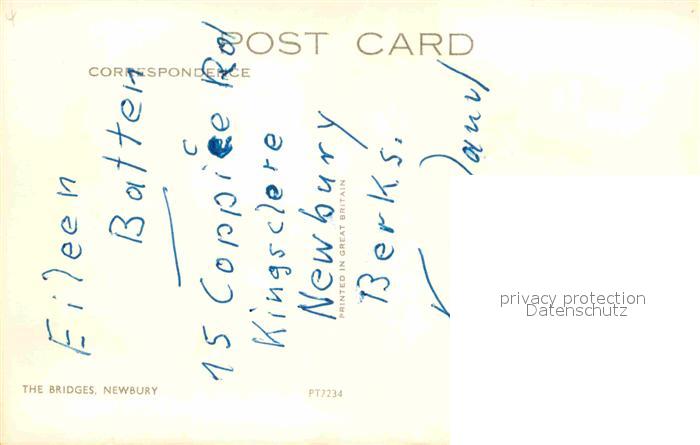 POST CARD
CORRESPONDENCE
Eileen
Batten
15 Coppice Rd
Kingsclere
Newbury
Berks.
PRINTED IN GREAT BRITAIN
privacy protection
Datenschutz
THE BRIDGES, NEWBURY
PT7234